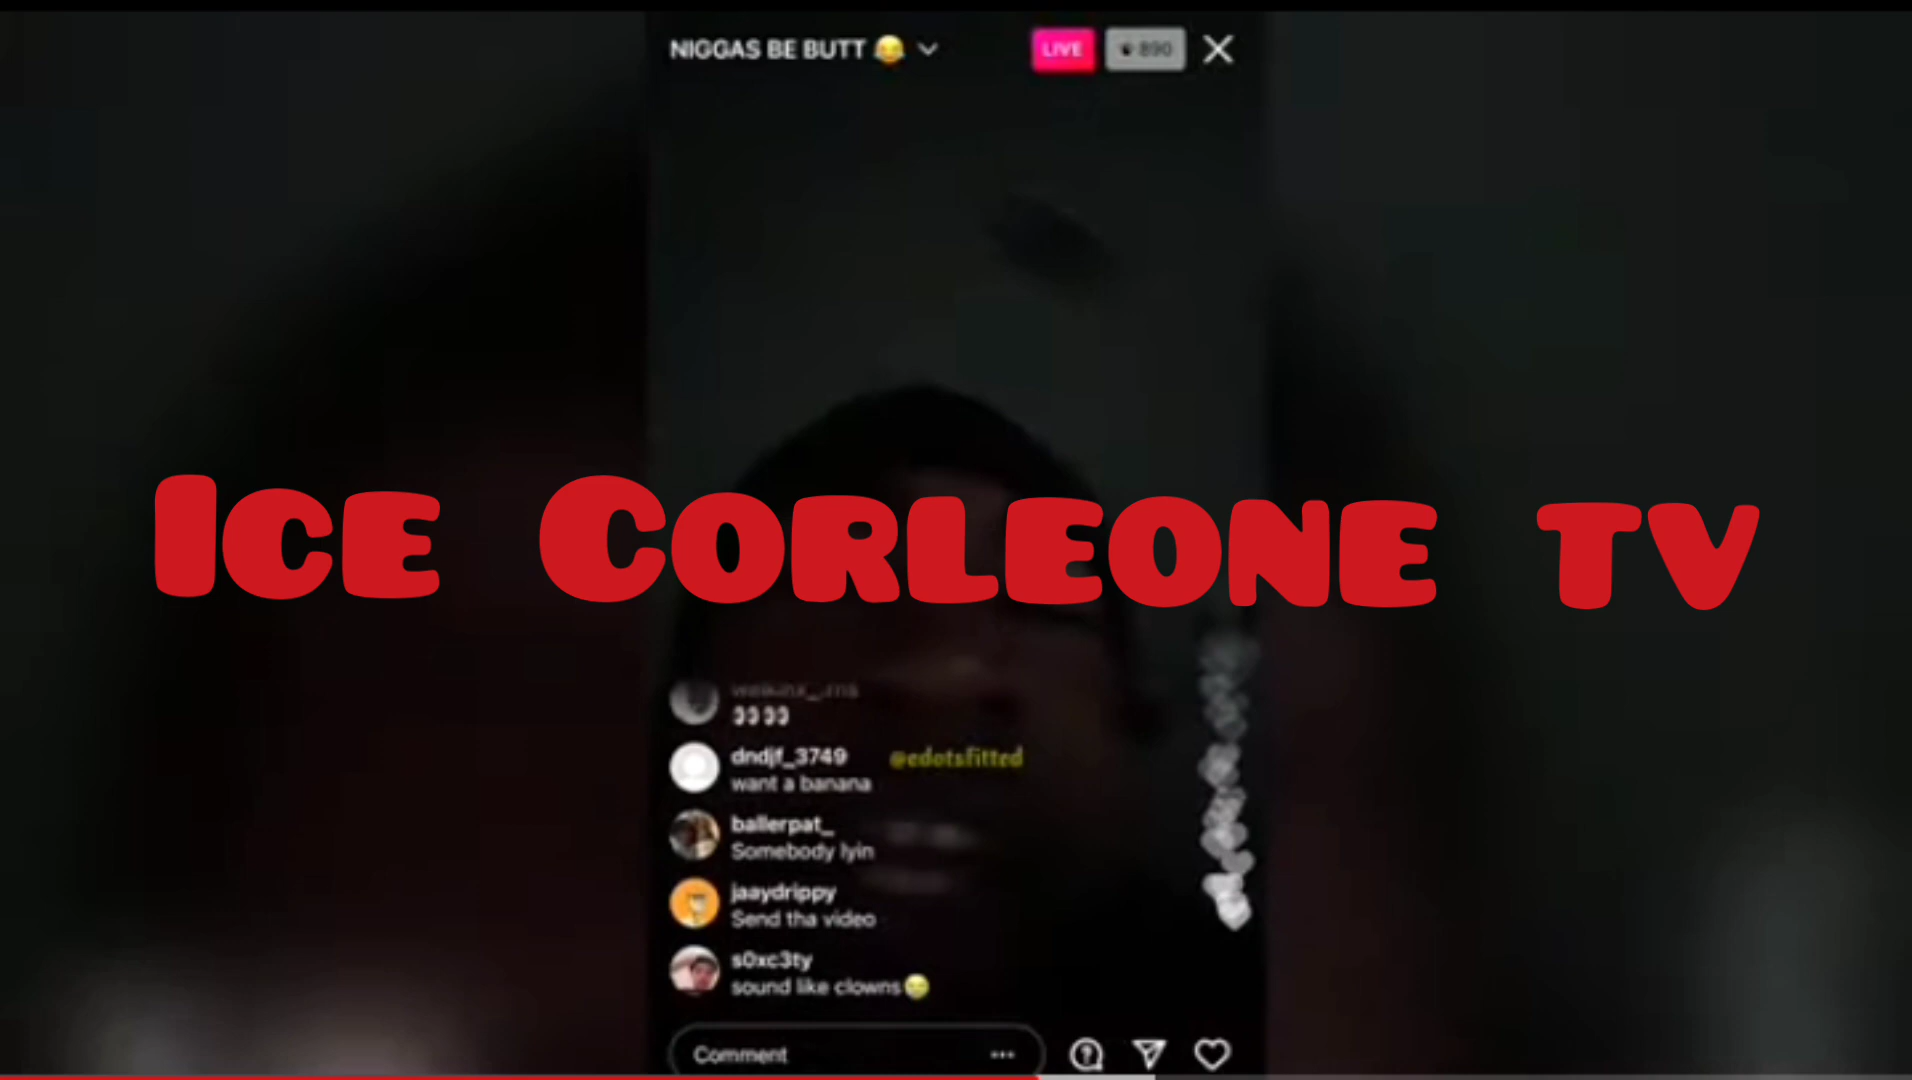 NIGGAS BE BUTT 😂
LIVE
890
Ice Corleone TV
👀👀
dndjf_3749
@edotsfitted
want a banana
ballerpat_
Somebody lyin
jaaydrippy
Send tha video
s0xc3ty
sound like clowns
Comment